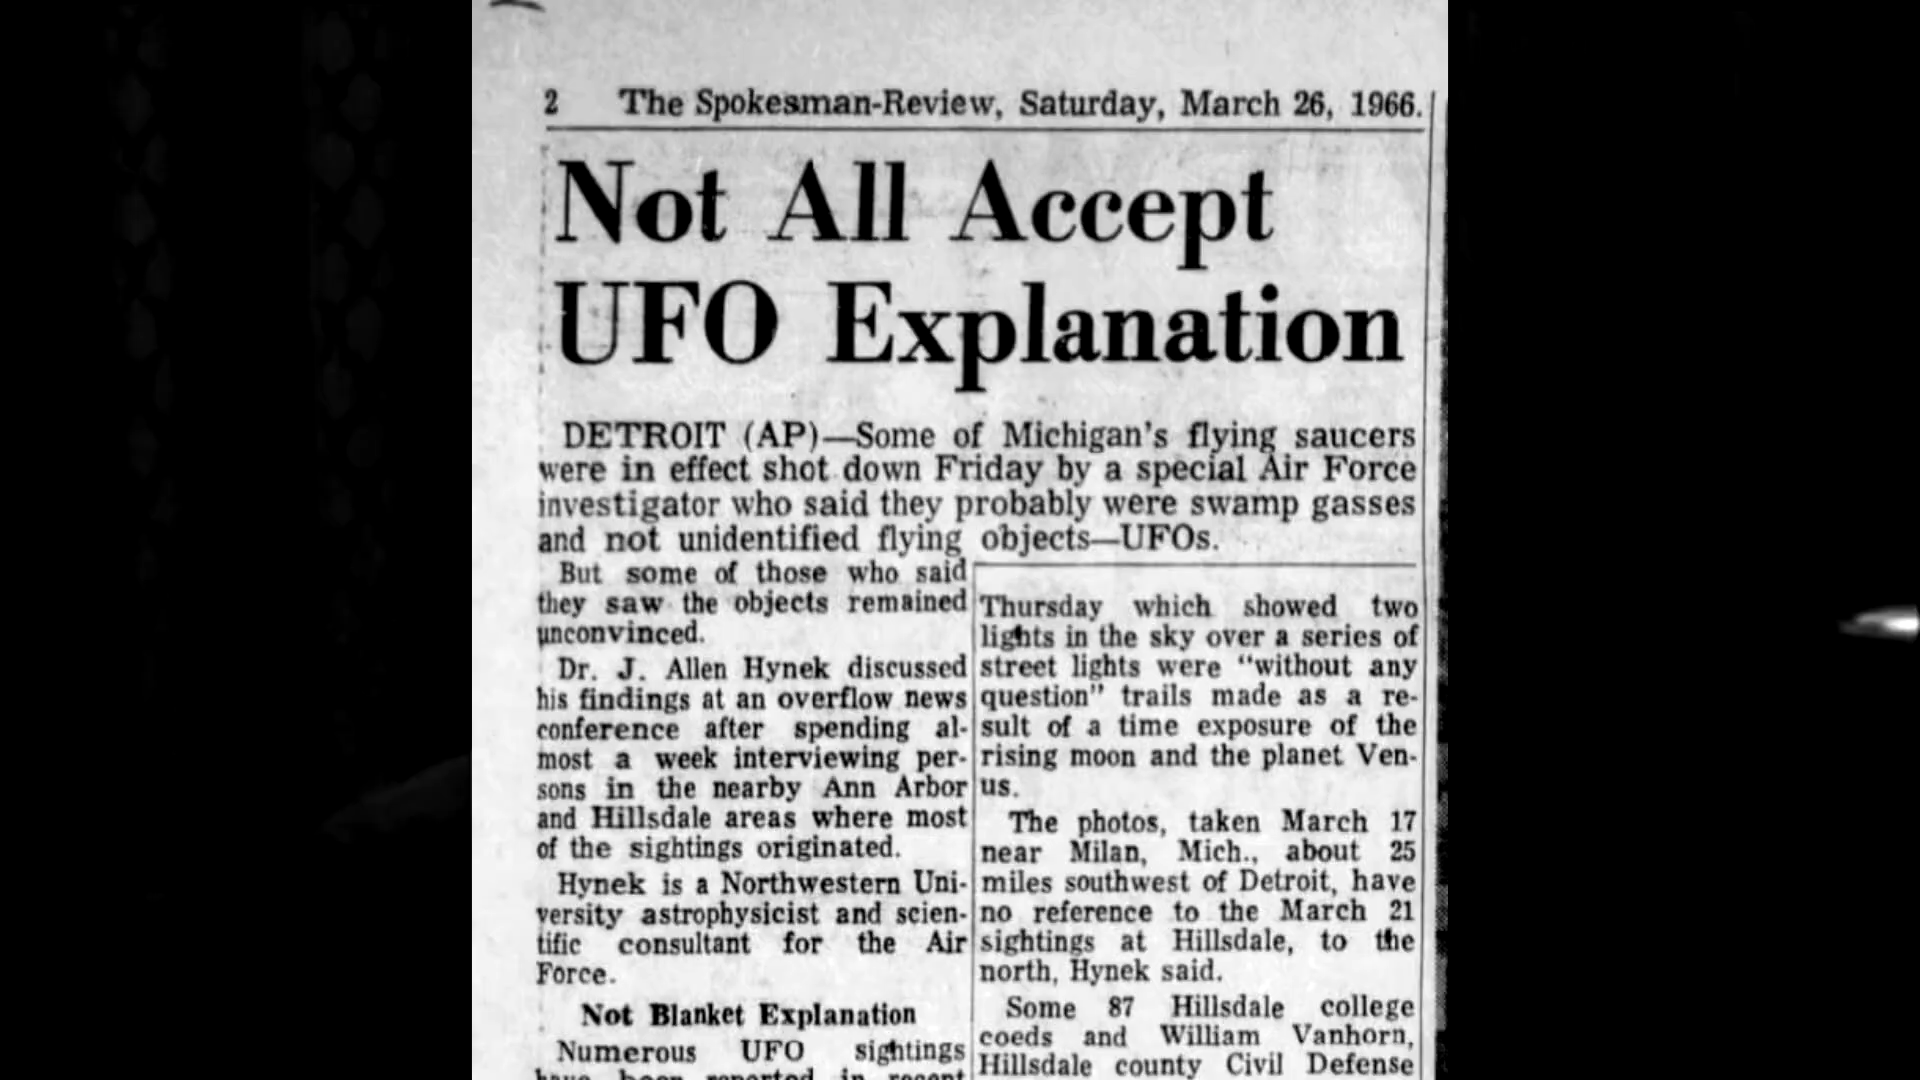 2 The Spokesman-Review, Saturday, March 26, 1966.
Not All Accept
UFO Explanation
DETROIT (AP)—Some of Michigan's flying saucers
were in effect shot down Friday by a special Air Force
investigator who said they probably were swamp gasses
and not unidentified flying objects—UFOs.
But some of those who said
they saw the objects remained
unconvinced.
Dr. J. Allen Hynek discussed
his findings at an overflow news
conference after spending al-
most a week interviewing per-
sons in the nearby Ann Arbor
and Hillsdale areas where most
of the sightings originated.
Hynek is a Northwestern Uni-
versity astrophysicist and scien-
tific consultant for the Air
Force.
Not Blanket Explanation
Numerous UFO sightings
have been reported in recent
Thursday which showed two
lights in the sky over a series of
street lights were "without any
question" trails made as a re-
sult of a time exposure of the
rising moon and the planet Ven-
us.
The photos, taken March 17
near Milan, Mich., about 25
miles southwest of Detroit, have
no reference to the March 21
sightings at Hillsdale, to the
north, Hynek said.
Some 87 Hillsdale college
coeds and William Vanhorn,
Hillsdale county Civil Defense